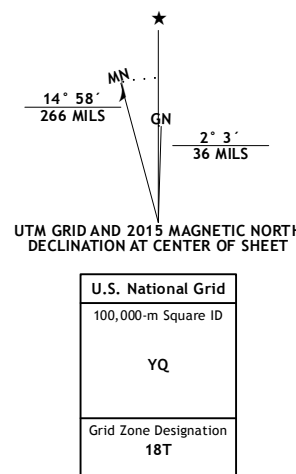 ★
MN
14° 58´
266 MILS
GN
2° 3´
36 MILS
UTM GRID AND 2015 MAGNETIC NORTH
DECLINATION AT CENTER OF SHEET
U.S. National Grid
100,000-m Square ID
YQ
Grid Zone Designation
18T